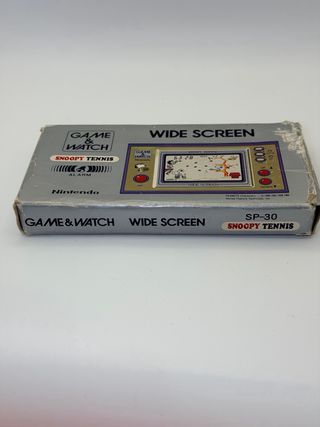 GAME
&
WATCH
WIDE SCREEN
SNOOPY TENNIS
ALARM
Nintendo
GAME&WATCH WIDE SCREEN
SP-30
SNOOPY TENNIS